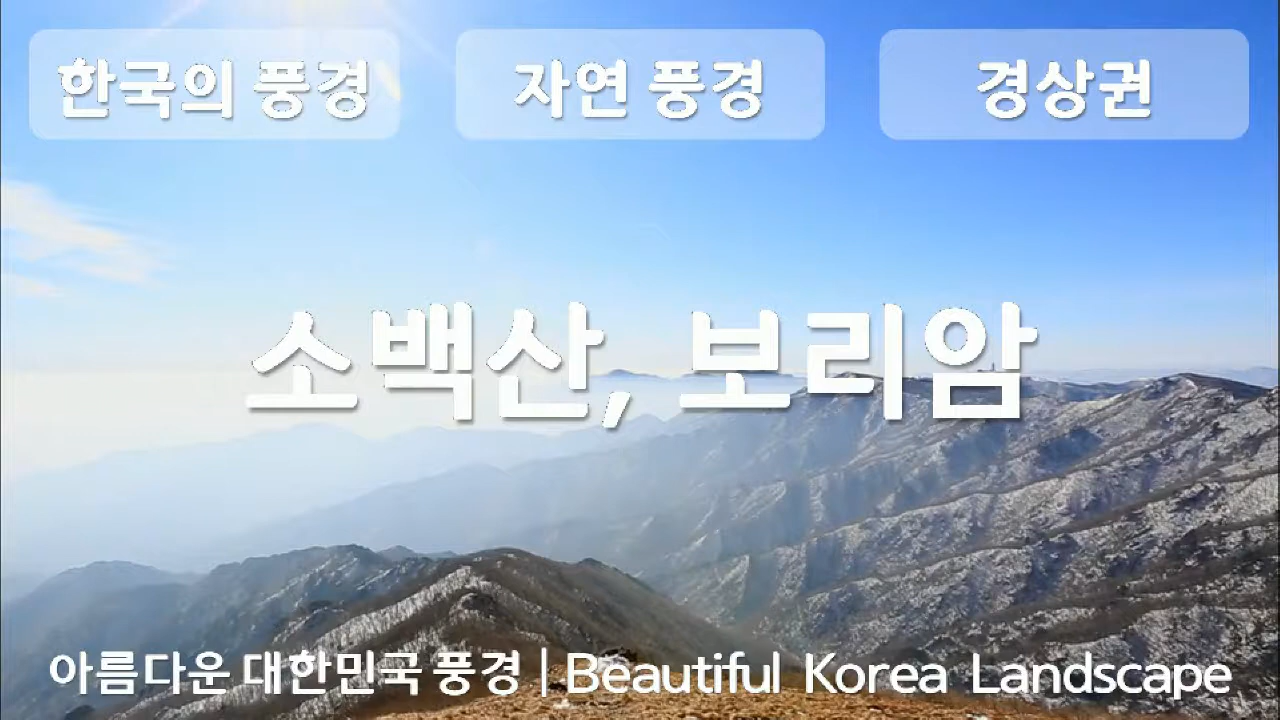 한국의 풍경
자연 풍경
경상권
소백산, 보리암
아름다운 대한민국 풍경 | Beautiful Korea Landscape